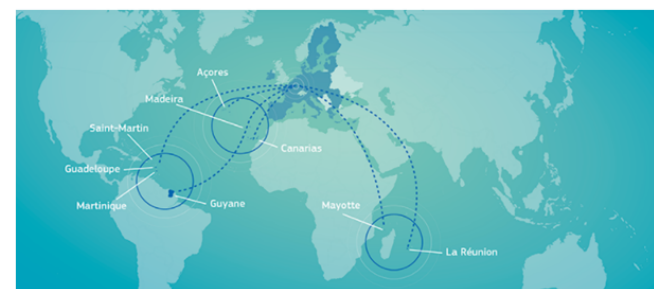 Açores
Madeira
Saint-Martin
Canarias
Guadeloupe
Martinique
Guyane
Mayotte
La Réunion